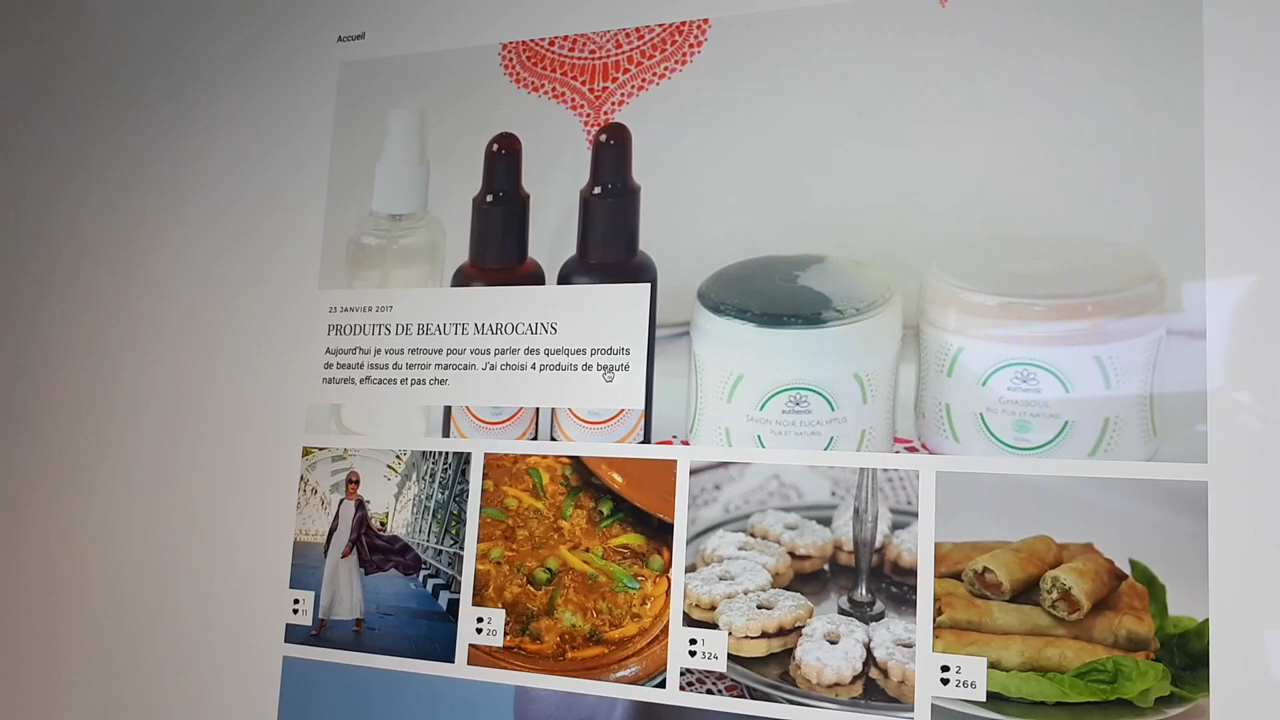 Accueil
23 JANVIER 2017
PRODUITS DE BEAUTE MAROCAINS
Aujourd'hui je vous retrouve pour vous parler des quelques produits
de beauté issus du terroir marocain. J'ai choisi 4 produits de beauté
naturels, efficaces et pas cher.
authentic
SAVON NOIR EUCALYPTUS
PUR ET NATUREL
authentic
GHASSOUL
BIO PUR ET NATUREL
1
11
2
20
1
324
2
266